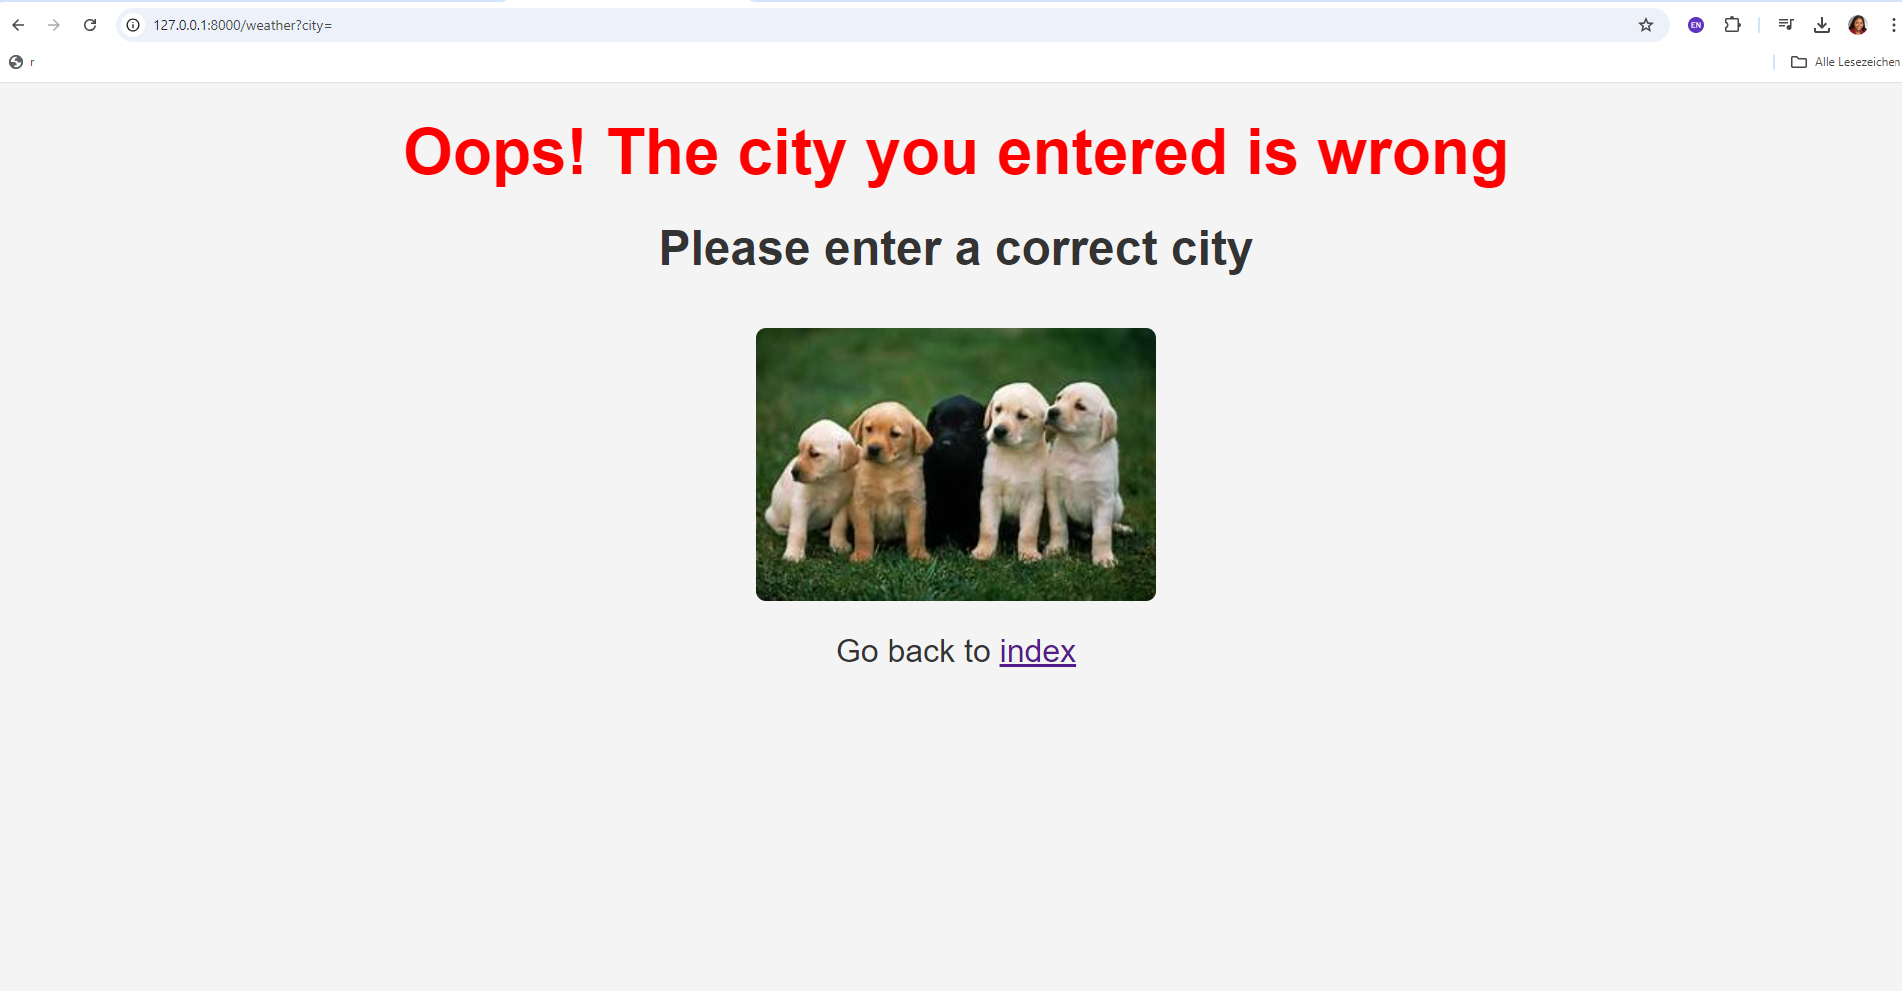 127.0.0.1:8000/weather?city=
EN
r
Alle Lesezeichen
Oops! The city you entered is wrong
Please enter a correct city
Go back to index